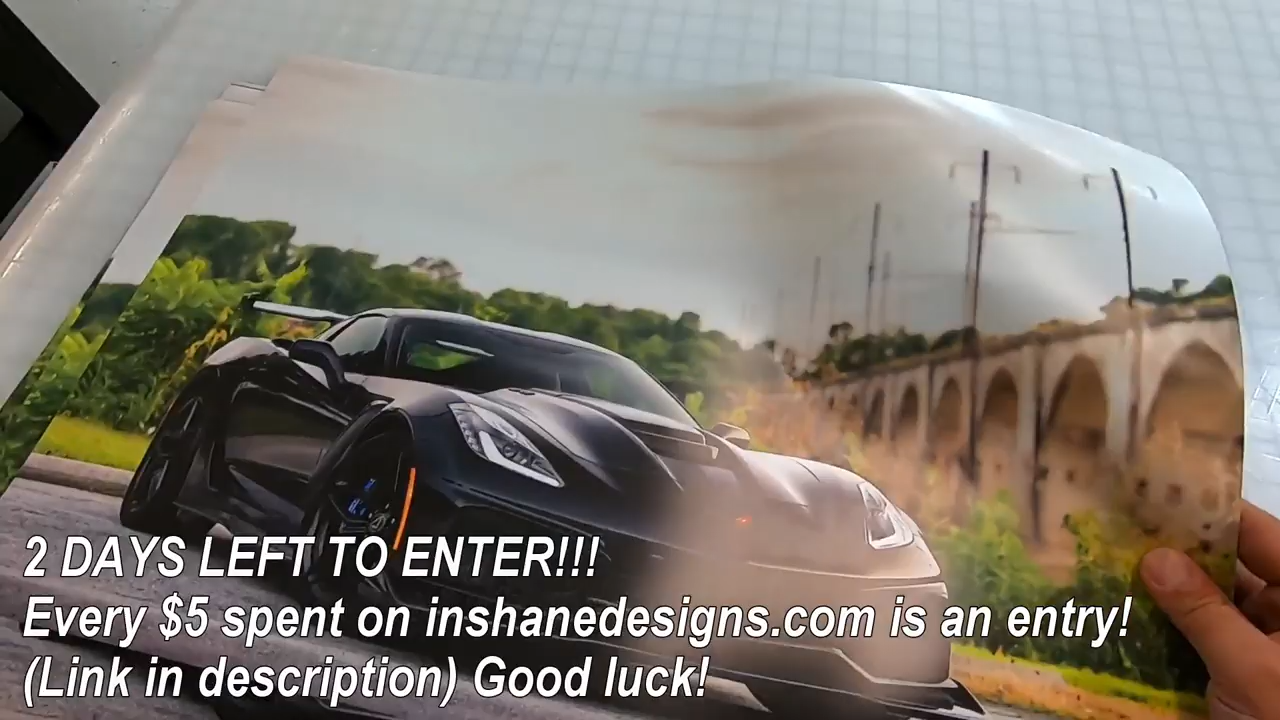 2 DAYS LEFT TO ENTER!!!
Every $5 spent on inshanedesigns.com is an entry!
(Link in description) Good luck!